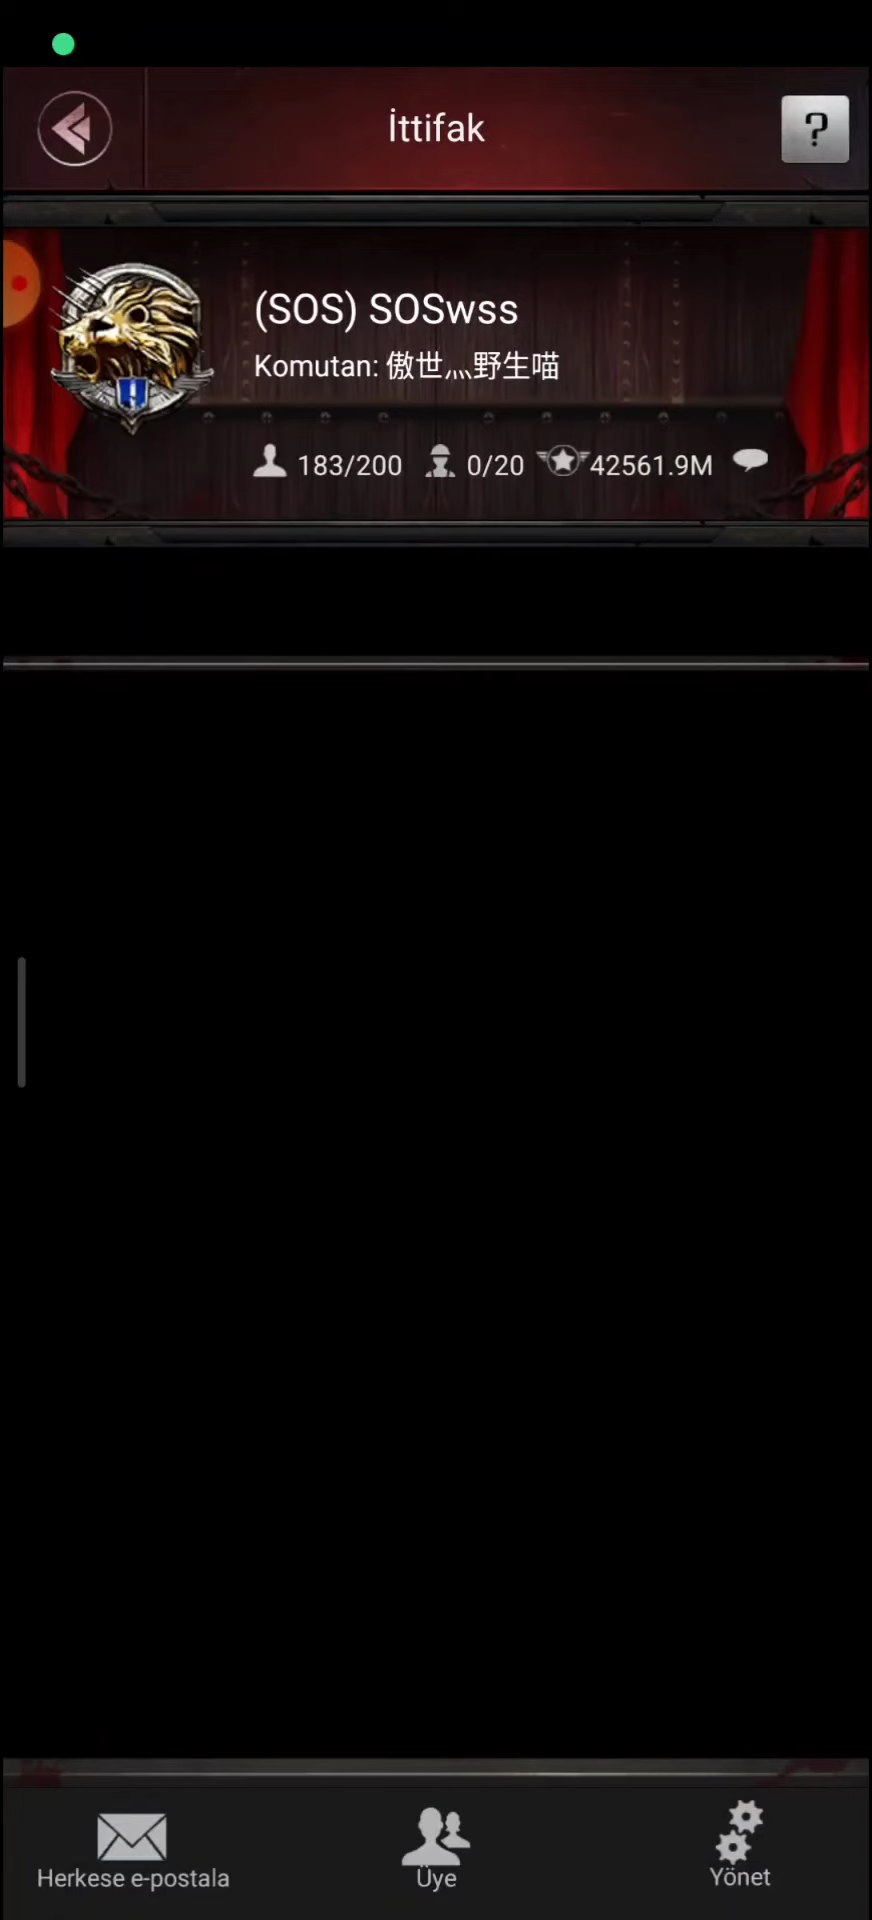 İttifak
?
(SOS) SOSwss
Komutan: 傲世灬野生喵
183/200 0/20 42561.9M
Herkese e-postala
Üye
Yönet